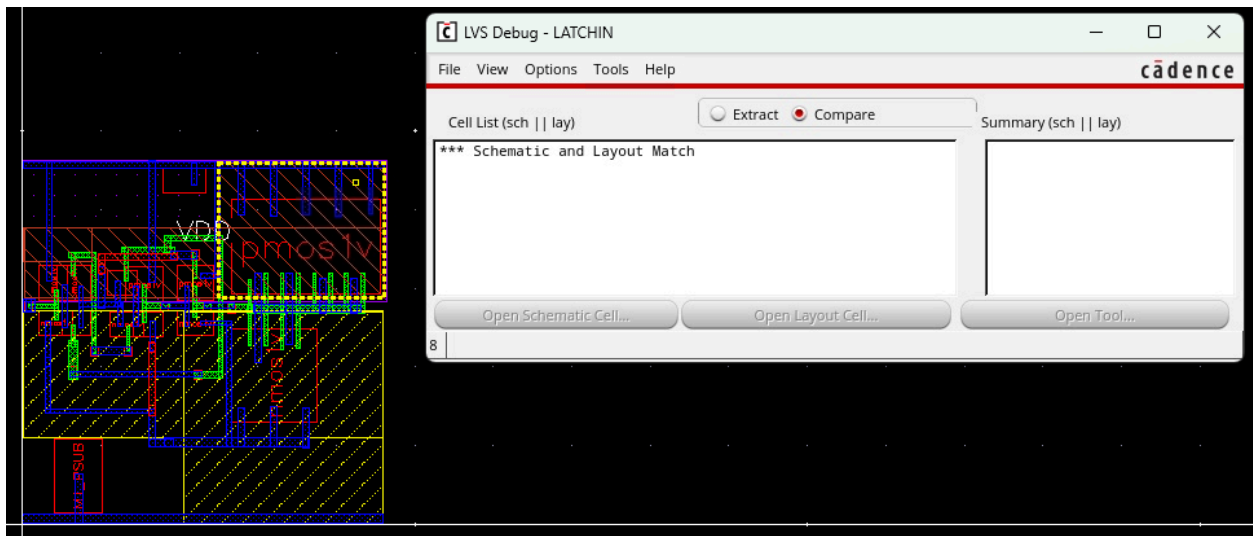 LVS Debug - LATCHIN
File View Options Tools Help
cādence
Cell List (sch || lay)
Extract Compare
Summary (sch || lay)
*** Schematic and Layout Match
Open Schematic Cell...
Open Layout Cell...
Open Tool...
8
VDD
pmos1v
M1_PSUB